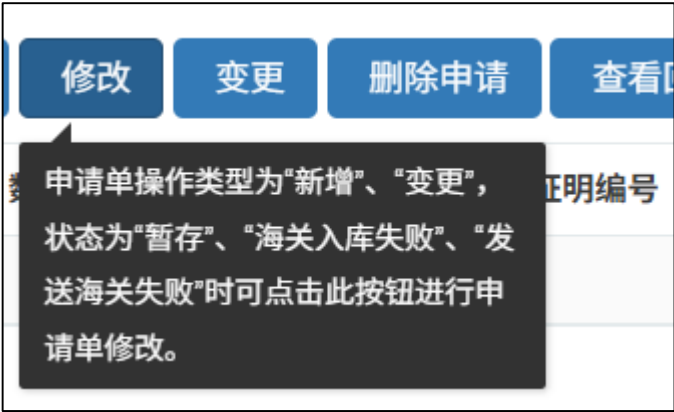 修改 变更 删除申请 查看
申请单操作类型为“新增”、“变更”， 证明编号
状态为“暂存”、“海关入库失败”、“发
送海关失败”时可点击此按钮进行申
请单修改。